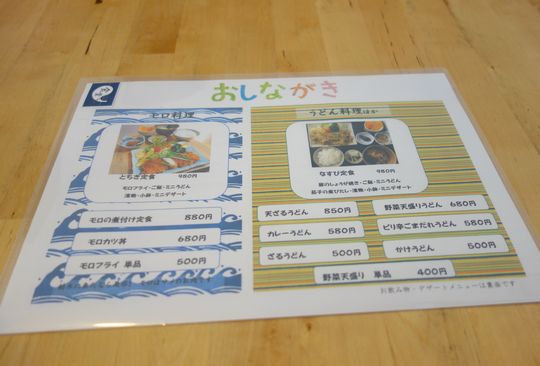 おしながき
モロ料理
とちぎ定食 980円
モロフライ・ご飯・ミニうどん
漬物・小鉢・ミニデザート
モロの煮付け定食 880円
モロカツ丼 680円
モロフライ 単品 500円
うどん料理ほか
なすび定食 980円
豚のしょうが焼き・ご飯・ミニうどん
茄子の煮びたし・漬物・小鉢・ミニデザート
天ざるうどん 850円
野菜天盛りうどん 680円
カレーうどん 580円
ピリ辛ごまだれうどん 580円
ざるうどん 500円
かけうどん 500円
野菜天盛り 単品 400円
お飲み物・デザートメニューは裏面です